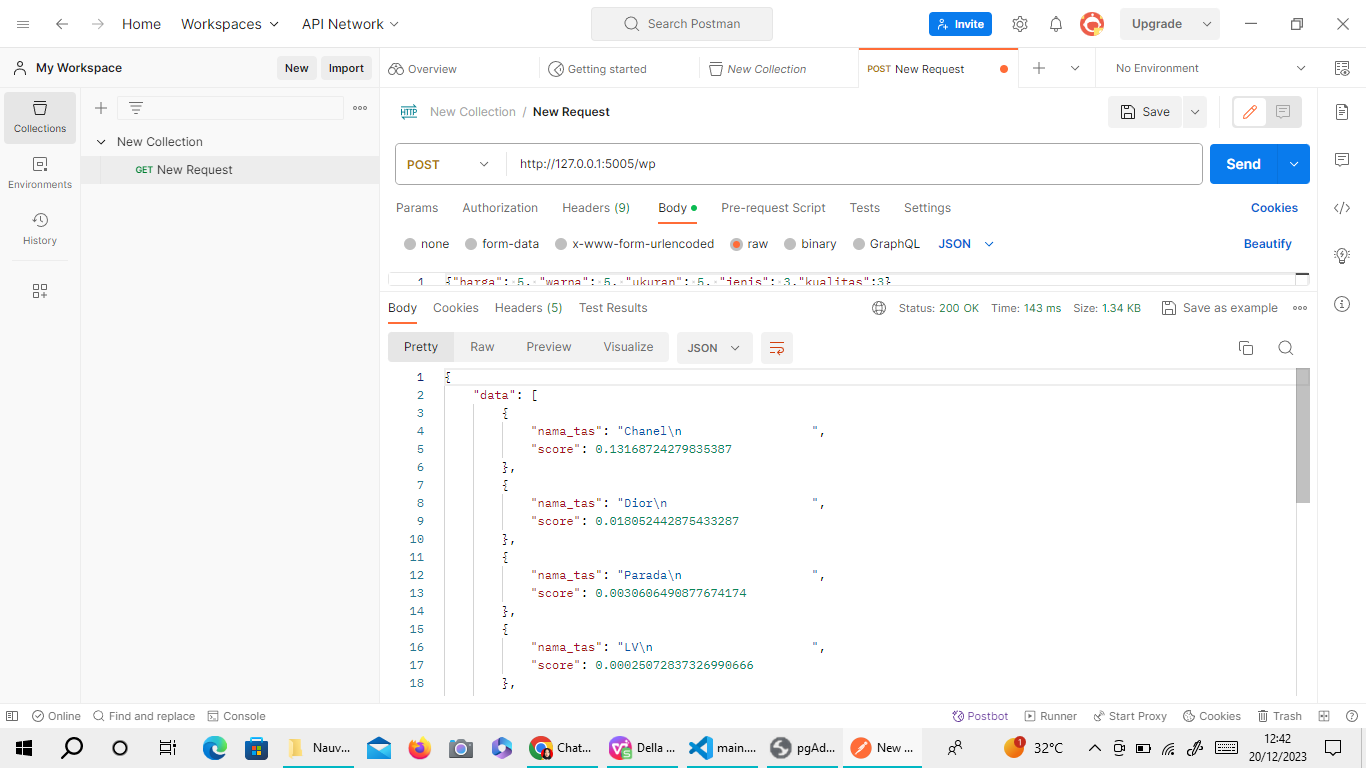 Home Workspaces API Network Search Postman Invite Upgrade
My Workspace New Import Overview Getting started New Collection POST New Request No Environment
Collections
Environments
History
New Collection
GET New Request
HTTP New Collection / New Request Save
POST http://127.0.0.1:5005/wp Send
Params Authorization Headers (9) Body Pre-request Script Tests Settings Cookies
none form-data x-www-form-urlencoded raw binary GraphQL JSON Beautify
1 {"harga": 5, "warna": 5, "ukuran": 5, "jenis": 3,"kualitas":3}
Body Cookies Headers (5) Test Results Status: 200 OK Time: 143 ms Size: 1.34 KB Save as example
Pretty Raw Preview Visualize JSON
1 {
2 "data": [
3 {
4 "nama_tas": "Chanel\n ",
5 "score": 0.13168724279835387
6 },
7 {
8 "nama_tas": "Dior\n ",
9 "score": 0.018052442875433287
10 },
11 {
12 "nama_tas": "Parada\n ",
13 "score": 0.0030606490877674174
14 },
15 {
16 "nama_tas": "LV\n ",
17 "score": 0.00025072837326990666
18 },
Online Find and replace Console Postbot Runner Start Proxy Cookies Trash
Nauv... Chat... Della ... main.... pgAd... New ... 1 32°C 12:42
20/12/2023